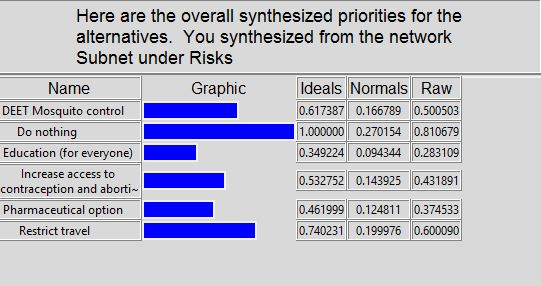 Here are the overall synthesized priorities for the
alternatives.  You synthesized from the network
Subnet under Risks
Name Graphic Ideals Normals Raw
DEET Mosquito control 0.617387 0.166789 0.500503
Do nothing 1.000000 0.270154 0.810679
Education (for everyone) 0.349224 0.094344 0.283109
Increase access to
contraception and aborti~ 0.532752 0.143925 0.431891
Pharmaceutical option 0.461999 0.124811 0.374533
Restrict travel 0.740231 0.199976 0.600090